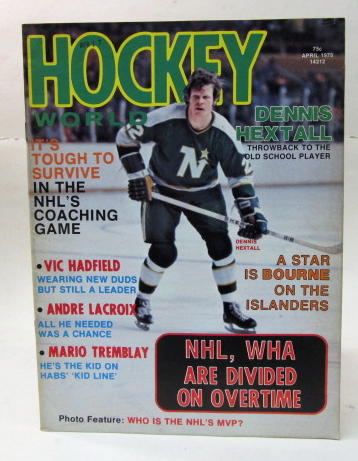 HOCKEY
WORLD
75c
APRIL 1975
14212
DENNIS
HEXTALL
THROWBACK TO THE
OLD SCHOOL PLAYER
IT'S
TOUGH TO
SURVIVE
IN THE
NHL'S
COACHING
GAME
22
N
DENNIS
HEXTALL
• VIC HADFIELD
WEARING NEW DUDS
BUT STILL A LEADER
• ANDRE LACROIX
ALL HE NEEDED
WAS A CHANCE
• MARIO TREMBLAY
HE'S THE KID ON
HABS' 'KID LINE'
A STAR
IS BOURNE
ON THE
ISLANDERS
NHL, WHA
ARE DIVIDED
ON OVERTIME
Photo Feature: WHO IS THE NHL'S MVP?